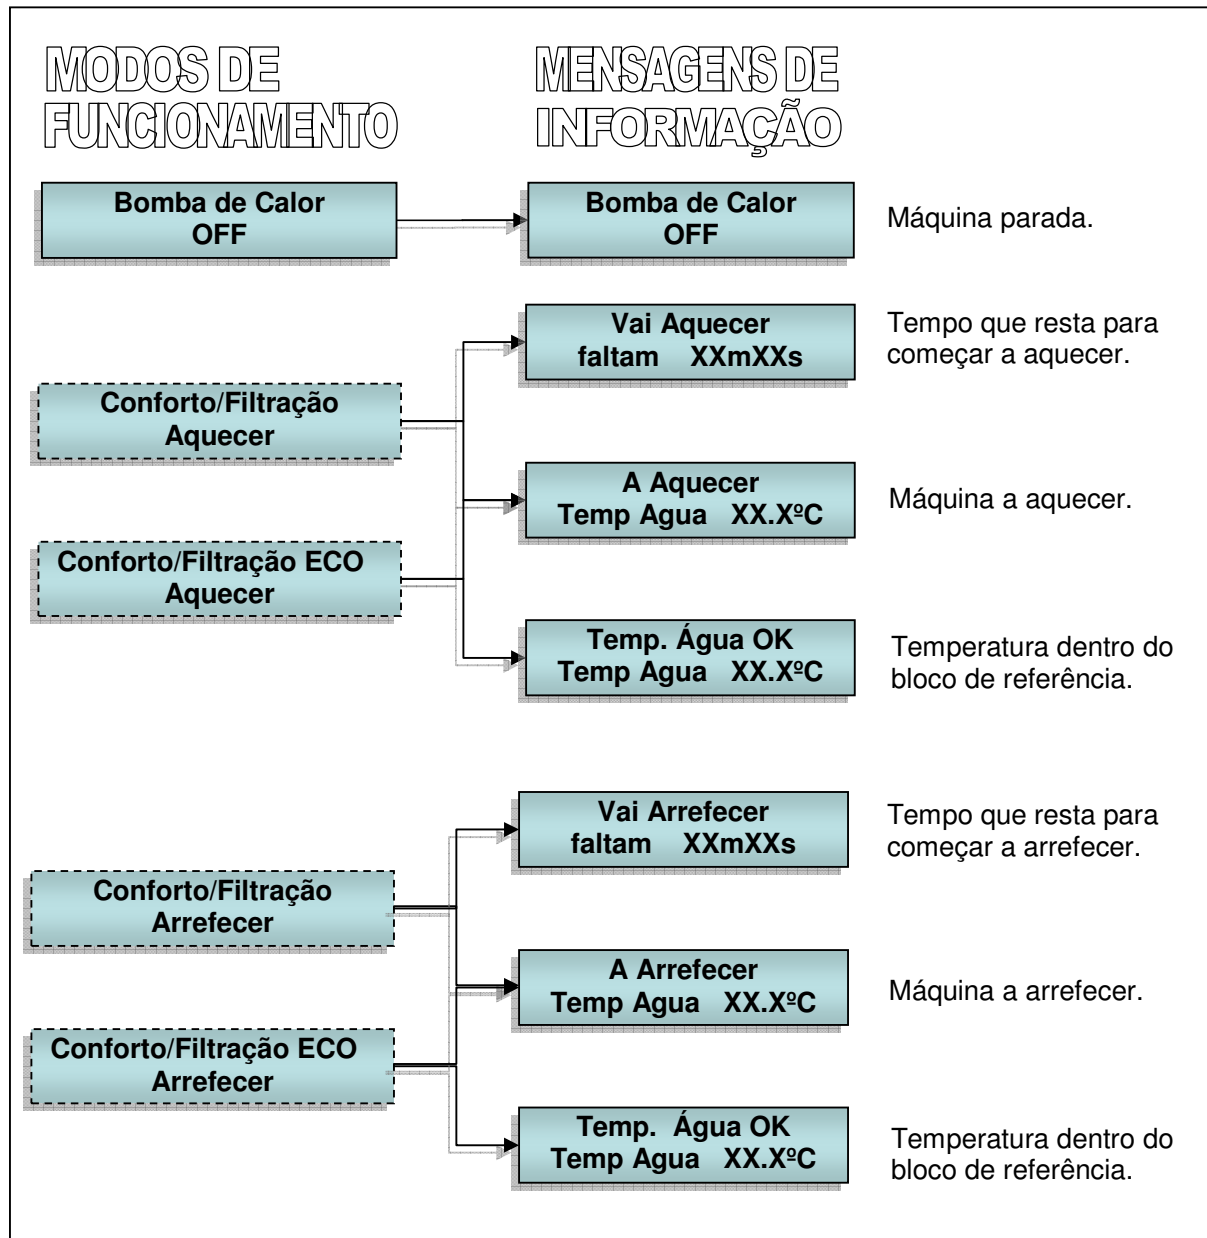 MODOS DE
FUNCIONAMENTO
MENSAGENS DE
INFORMAÇÃO
Bomba de Calor
OFF
Bomba de Calor
OFF
Máquina parada.
Vai Aquecer
faltam XXmXXs
Tempo que resta para
começar a aquecer.
Conforto/Filtração
Aquecer
A Aquecer
Temp Agua XX.XºC
Máquina a aquecer.
Conforto/Filtração ECO
Aquecer
Temp. Água OK
Temp Agua XX.XºC
Temperatura dentro do
bloco de referência.
Vai Arrefecer
faltam XXmXXs
Tempo que resta para
começar a arrefecer.
Conforto/Filtração
Arrefecer
A Arrefecer
Temp Agua XX.XºC
Máquina a arrefecer.
Conforto/Filtração ECO
Arrefecer
Temp. Água OK
Temp Agua XX.XºC
Temperatura dentro do
bloco de referência.